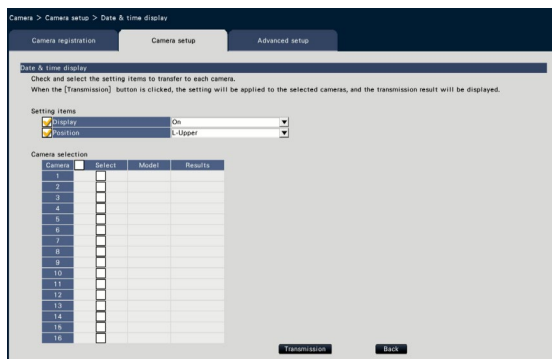 Camera > Camera setup > Date & time display
Camera registration
Camera setup
Advanced setup
Date & time display
Check and select the setting items to transfer to each camera.
When the [Transmission] button is clicked, the setting will be applied to the selected cameras, and the transmission result will be displayed.
Setting items
Display On
Position L-Upper
Camera selection
Camera Select Model Results
1
2
3
4
5
6
7
8
9
10
11
12
13
14
15
16
Transmission Back